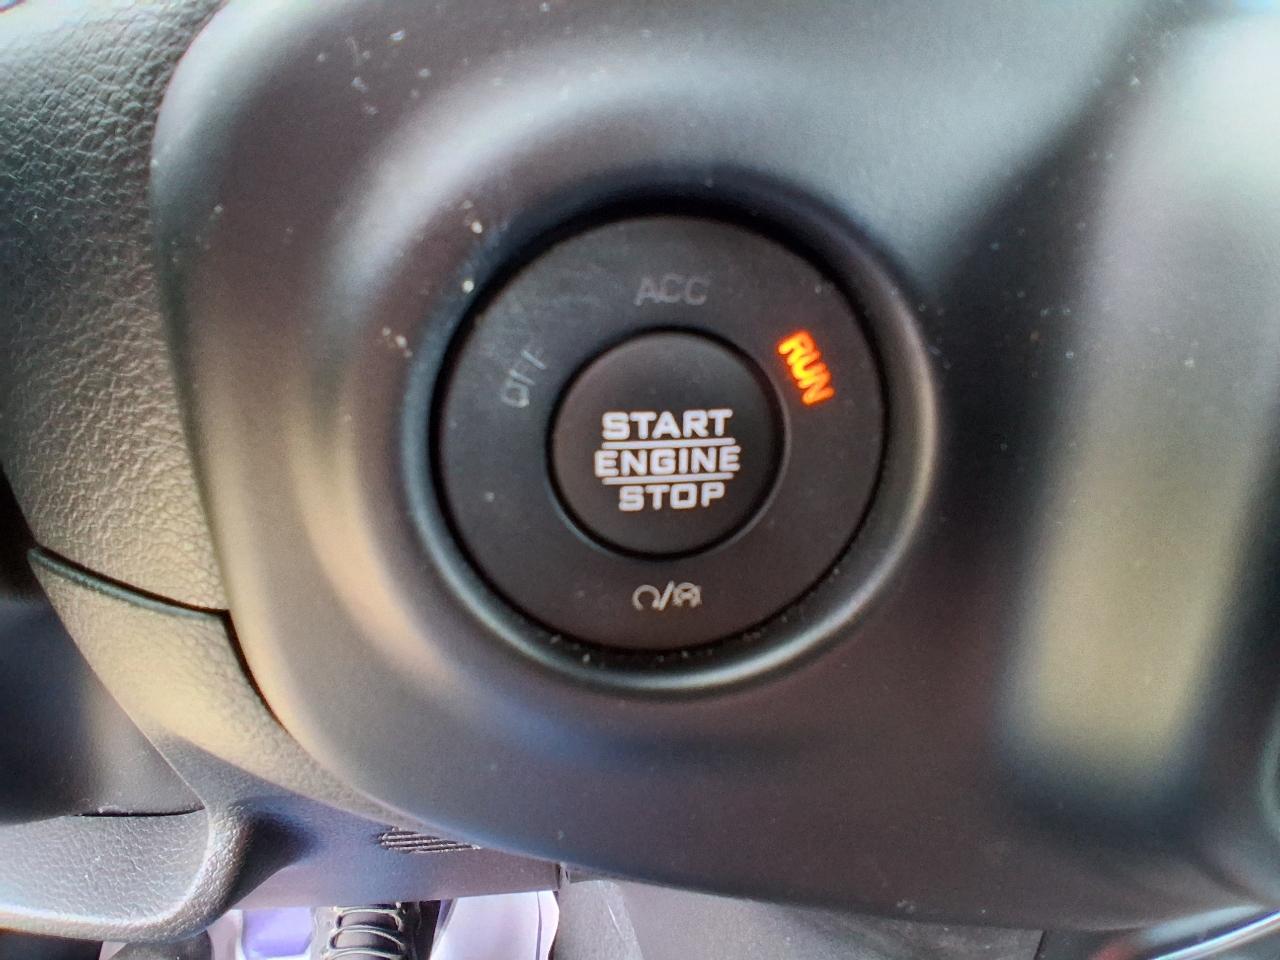 ACC
OFF
RUN
START
ENGINE
STOP